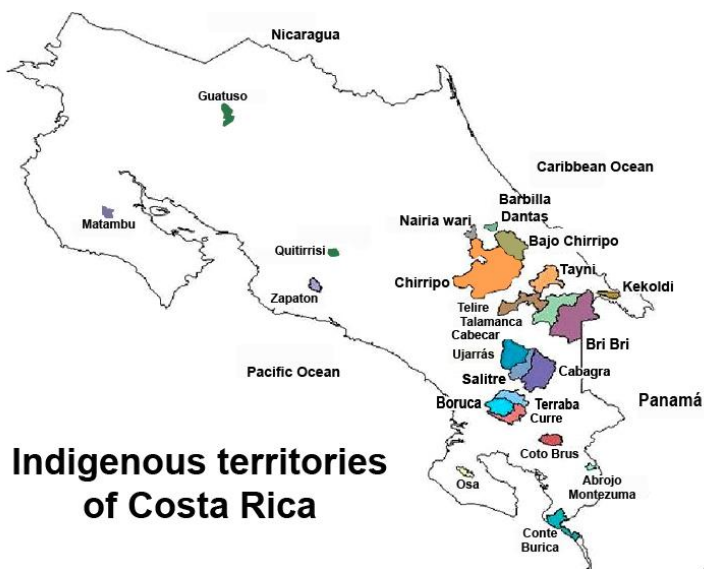 Nicaragua
Guatuso
Caribbean Ocean
Barbilla
Dantas
Nairia wari
Matambu
Bajo Chirripo
Quitirrisi
Tayni
Chirripo
Kekoldi
Zapaton
Telire
Talamanca
Cabecar
Bri Bri
Ujarrás
Cabagra
Pacific Ocean
Salitre
Panamá
Boruca
Terraba
Curre
Coto Brus
Indigenous territories
of Costa Rica
Osa
Abrojo
Montezuma
Conte
Burica